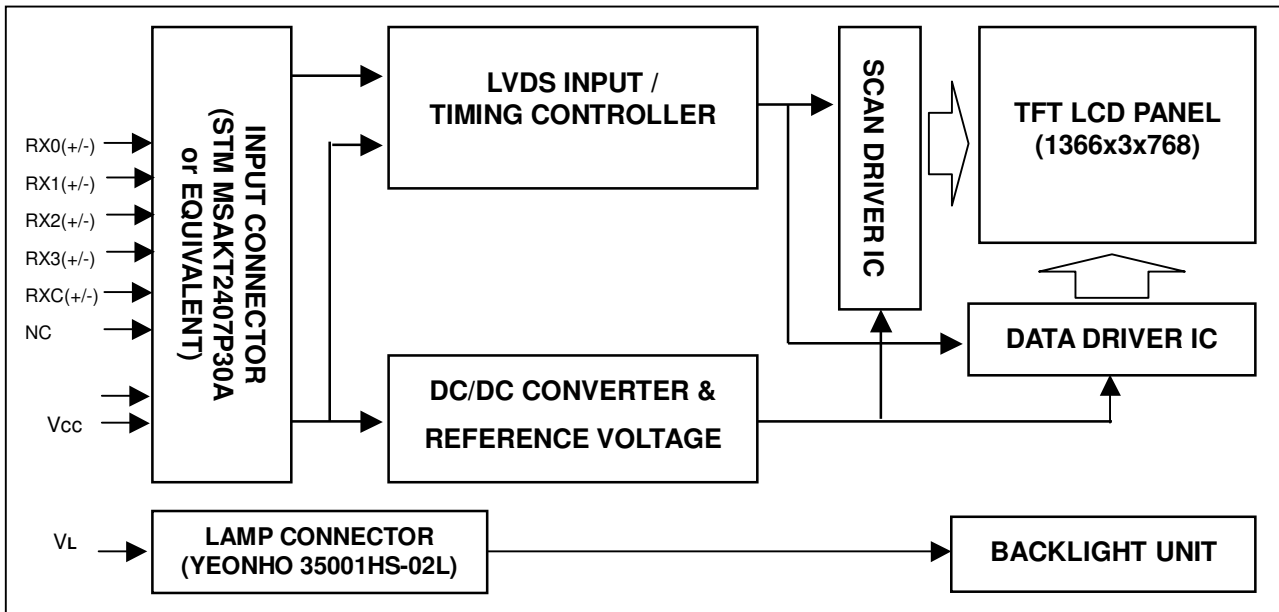 RX0(+/-)
RX1(+/-)
RX2(+/-)
RX3(+/-)
RXC(+/-)
NC
Vcc
INPUT CONNECTOR
(STM MSAKT2407P30A
or EQUIVALENT)
LVDS INPUT /
TIMING CONTROLLER
SCAN DRIVER IC
TFT LCD PANEL
(1366x3x768)
DATA DRIVER IC
DC/DC CONVERTER &
REFERENCE VOLTAGE
VL
LAMP CONNECTOR
(YEONHO 35001HS-02L)
BACKLIGHT UNIT